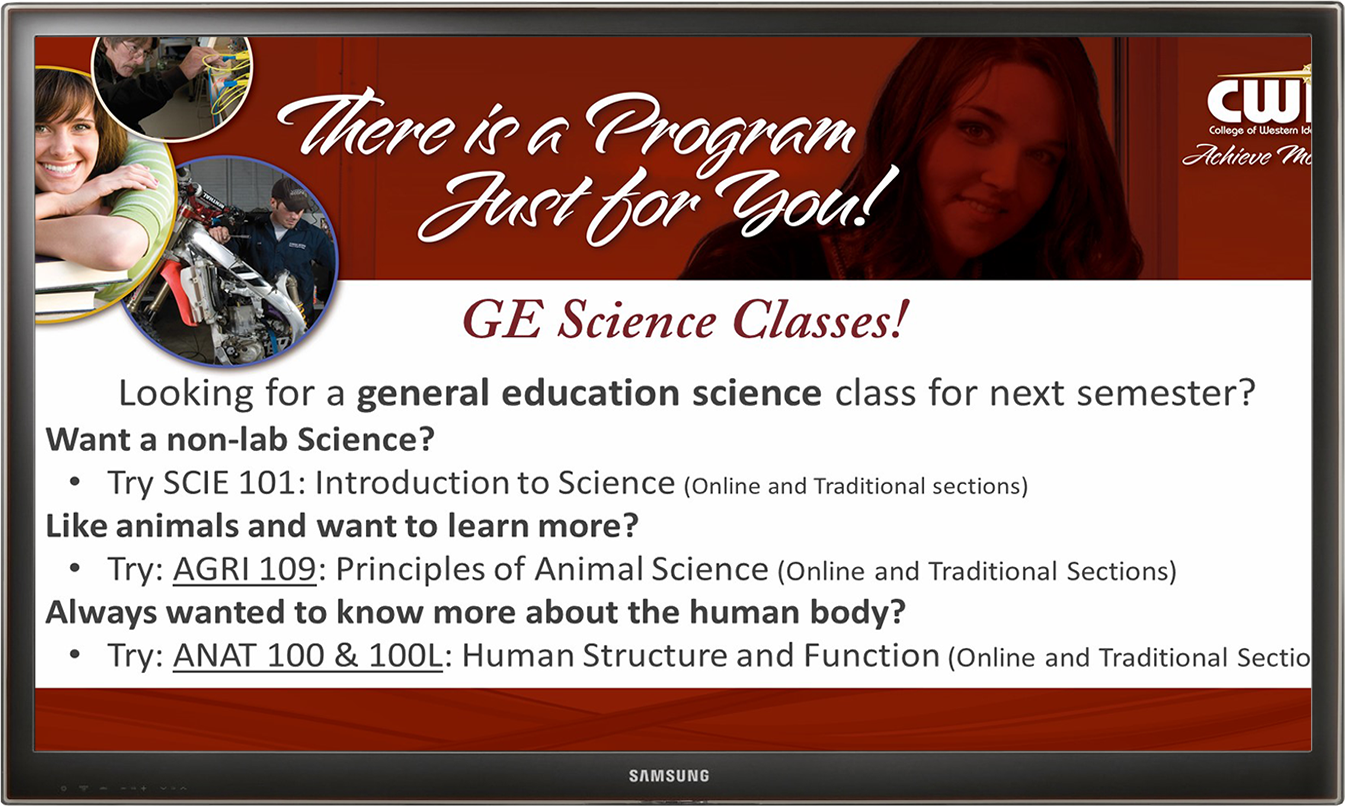 There is a Program
Just for You!
CWI
College of Western Id
Achieve Mo
GE Science Classes!
Looking for a general education science class for next semester?
Want a non-lab Science?
• Try SCIE 101: Introduction to Science (Online and Traditional sections)
Like animals and want to learn more?
• Try: AGRI 109: Principles of Animal Science (Online and Traditional Sections)
Always wanted to know more about the human body?
• Try: ANAT 100 & 100L: Human Structure and Function (Online and Traditional Sectio
SAMSUNG